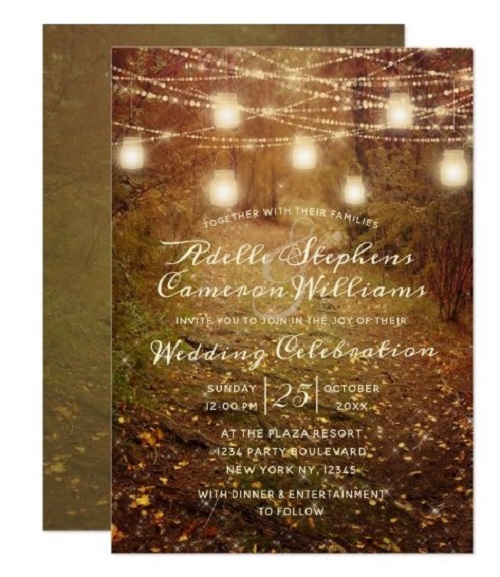 TOGETHER WITH THEIR FAMILIES
Adelle Stephens
&
Cameron Williams
INVITE YOU TO JOIN IN THE JOY OF THEIR
Wedding Celebration
SUNDAY 25 OCTOBER
12:00 PM 20XX
AT THE PLAZA RESORT
1234 PARTY BOULEVARD
NEW YORK NY, 12345
WITH DINNER & ENTERTAINMENT
TO FOLLOW